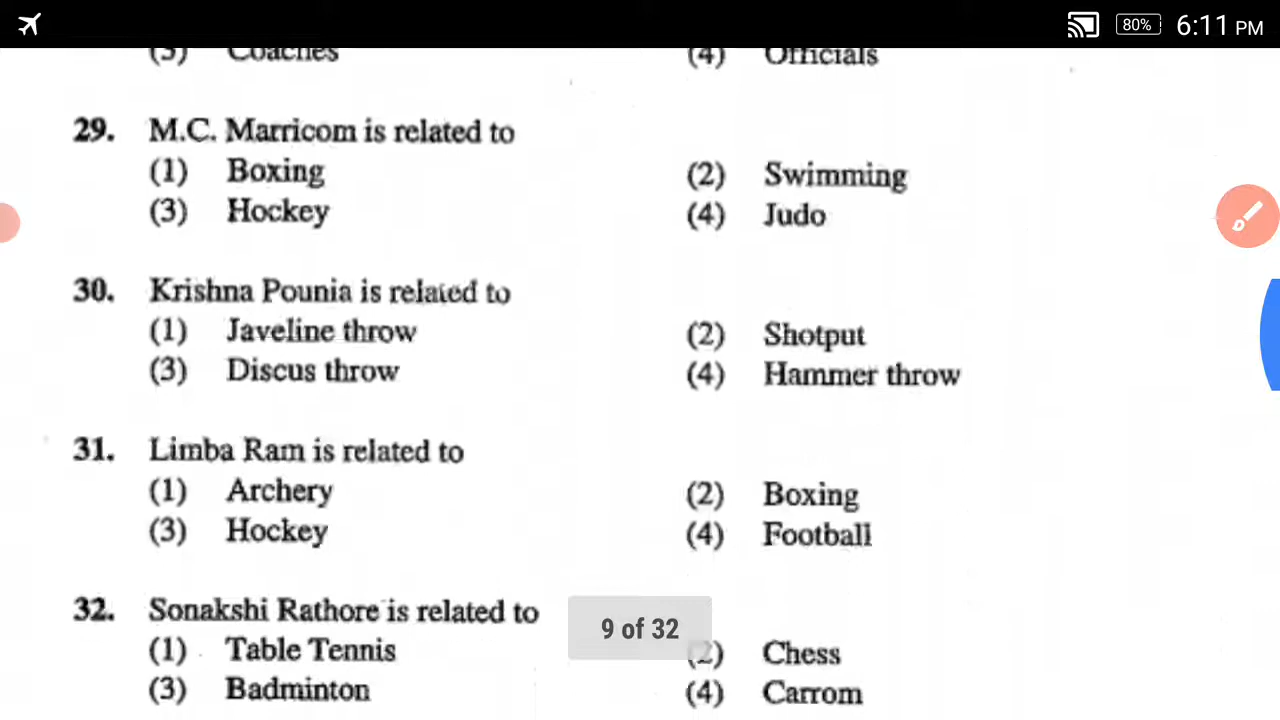 80% 6:11 PM
(3) Coaches (4) Officials
29. M.C. Marricom is related to
(1) Boxing (2) Swimming
(3) Hockey (4) Judo
30. Krishna Pounia is related to
(1) Javeline throw (2) Shotput
(3) Discus throw (4) Hammer throw
31. Limba Ram is related to
(1) Archery (2) Boxing
(3) Hockey (4) Football
32. Sonakshi Rathore is related to
9 of 32
(1) Table Tennis (2) Chess
(3) Badminton (4) Carrom